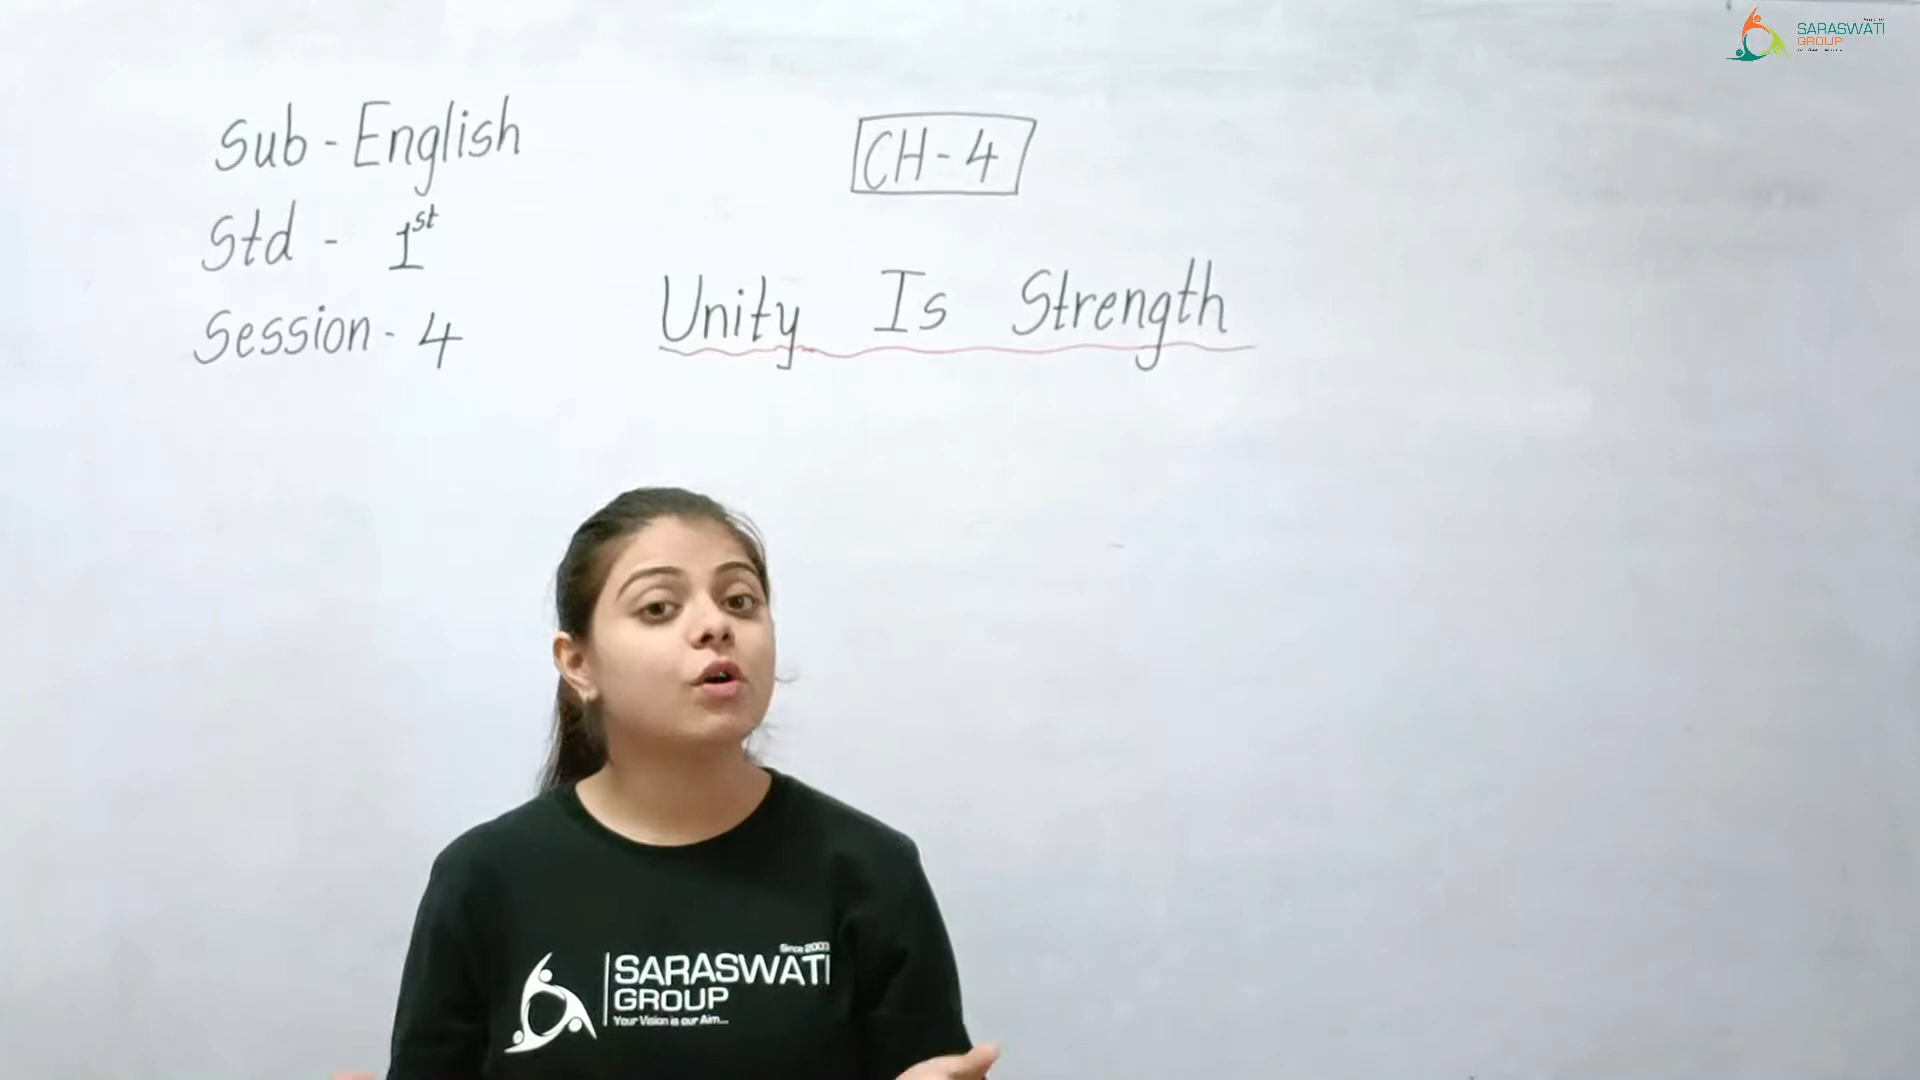 Sub - English
Std - 1st
Session - 4
CH - 4
Unity Is Strength
SARASWATI
GROUP
Since 2003
SARASWATI
GROUP
Your Vision is our Aim...